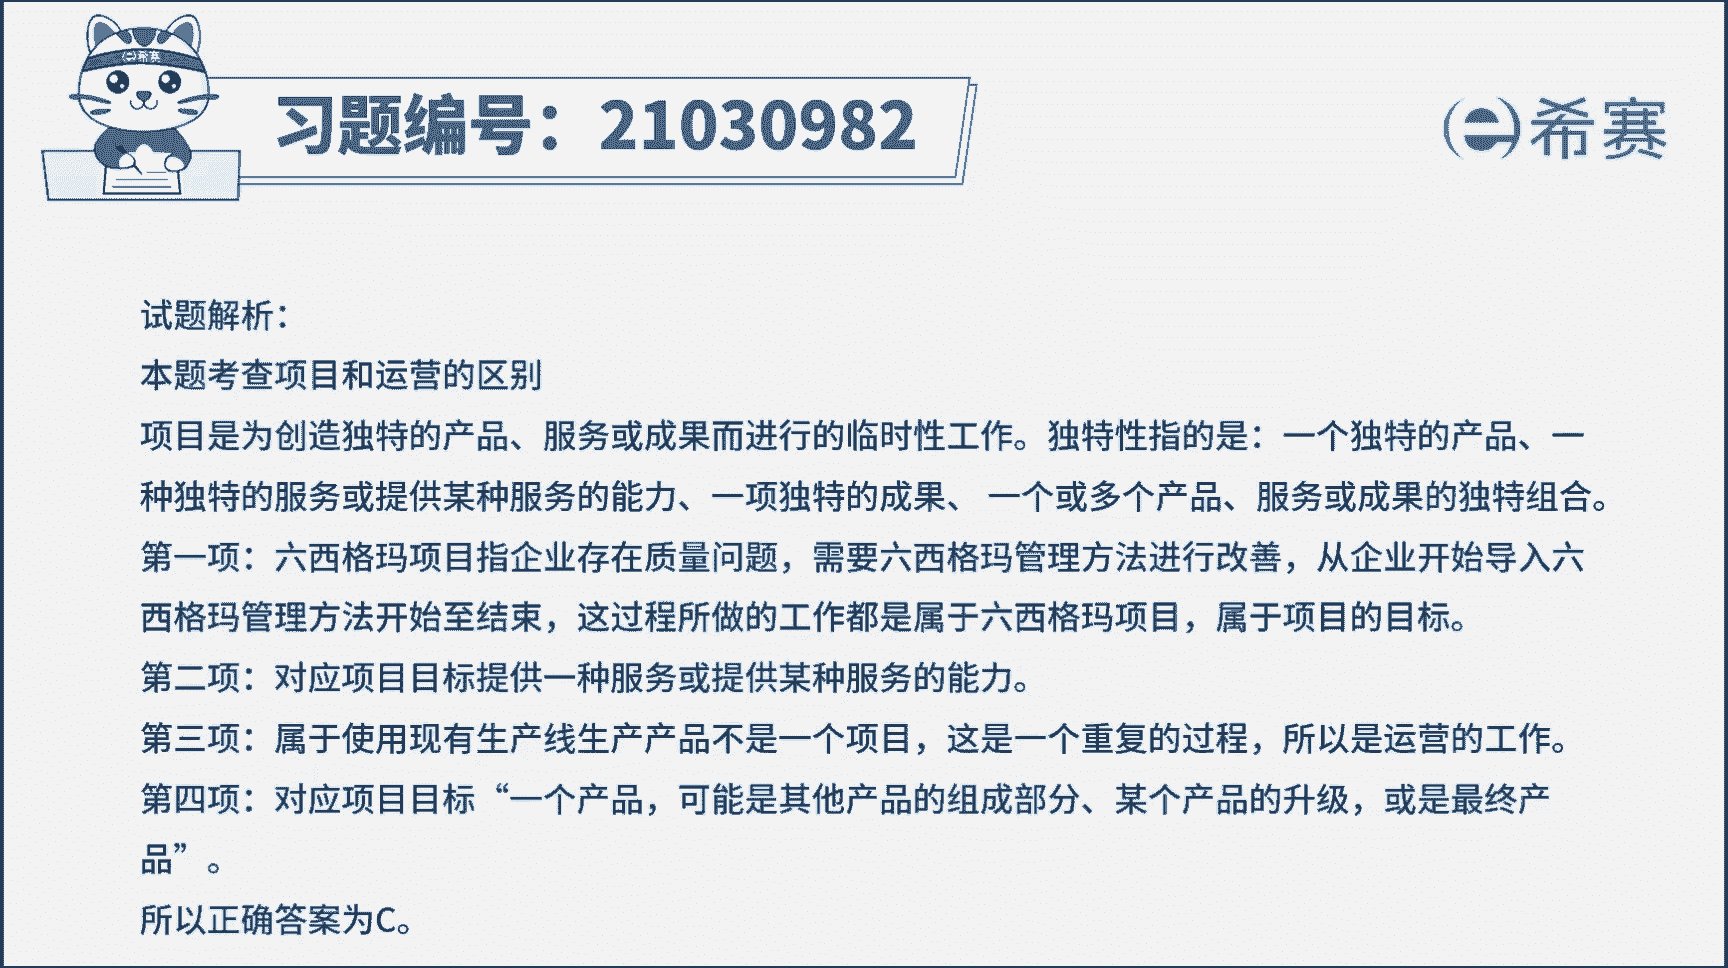 希赛
习题编号：21030982
希赛
试题解析：
本题考查项目和运营的区别
项目是为创造独特的产品、服务或成果而进行的临时性工作。独特性指的是：一个独特的产品、一
种独特的服务或提供某种服务的能力、一项独特的成果、 一个或多个产品、服务或成果的独特组合。
第一项：六西格玛项目指企业存在质量问题，需要六西格玛管理方法进行改善，从企业开始导入六
西格玛管理方法开始至结束，这过程所做的工作都是属于六西格玛项目，属于项目的目标。
第二项：对应项目目标提供一种服务或提供某种服务的能力。
第三项：属于使用现有生产线生产产品不是一个项目，这是一个重复的过程，所以是运营的工作。
第四项：对应项目目标“一个产品，可能是其他产品的组成部分、某个产品的升级，或是最终产
品”。
所以正确答案为C。